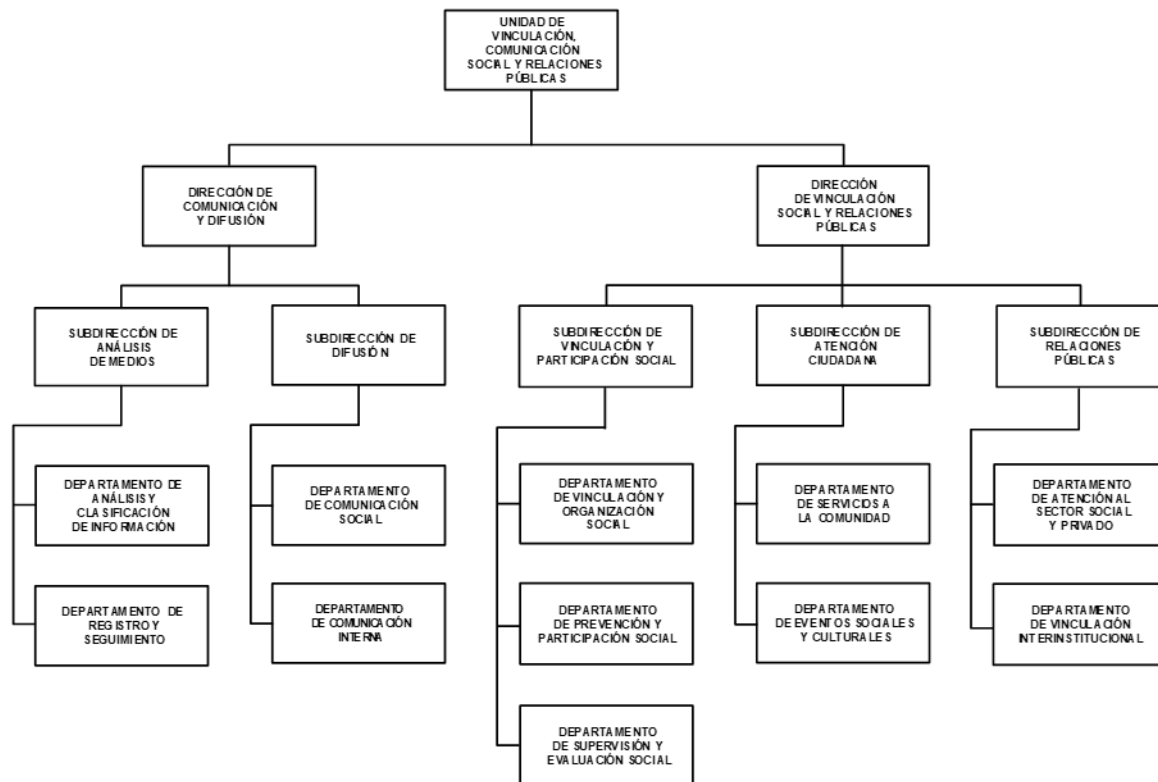 UNIDAD DE
VINCULACIÓN,
COMUNICACIÓN
SOCIAL Y RELACIONES
PÚBLICAS
DIRECCIÓN DE
COMUNICACIÓN
Y DIFUSIÓN
DIRECCIÓN
DE VINCULACIÓN
SOCIAL Y RELACIONES
PÚBLICAS
SUBDIRECCIÓN DE
ANÁLISIS
DE MEDIOS
SUBDIRECCIÓN DE
DIFUSIÓN
SUBDIRECCIÓN DE
VINCULACIÓN Y
PARTICIPACIÓN SOCIAL
SUBDIRECCIÓN DE
ATENCIÓN
CIUDADANA
SUBDIRECCIÓN DE
RELACIONES
PÚBLICAS
DEPARTAMENTO DE
ANÁLISIS Y
CLASIFICACIÓN
DE INFORMACIÓN
DEPARTAMENTO
DE COMUNICACIÓN
SOCIAL
DEPARTAMENTO
DE VINCULACIÓN Y
ORGANIZACIÓN
SOCIAL
DEPARTAMENTO
DE SERVICIOS A
LA COMUNIDAD
DEPARTAMENTO
DE ATENCIÓN AL
SECTOR SOCIAL
Y PRIVADO
DEPARTAMENTO DE
REGISTRO Y
SEGUIMIENTO
DEPARTAMENTO
DE COMUNICACIÓN
INTERNA
DEPARTAMENTO
DE PREVENCIÓN Y
PARTICIPACIÓN SOCIAL
DEPARTAMENTO
DE EVENTOS SOCIALES
Y CULTURALES
DEPARTAMENTO
DE VINCULACIÓN
INTERINSTITUCIONAL
DEPARTAMENTO
DE SUPERVISIÓN Y
EVALUACIÓN SOCIAL